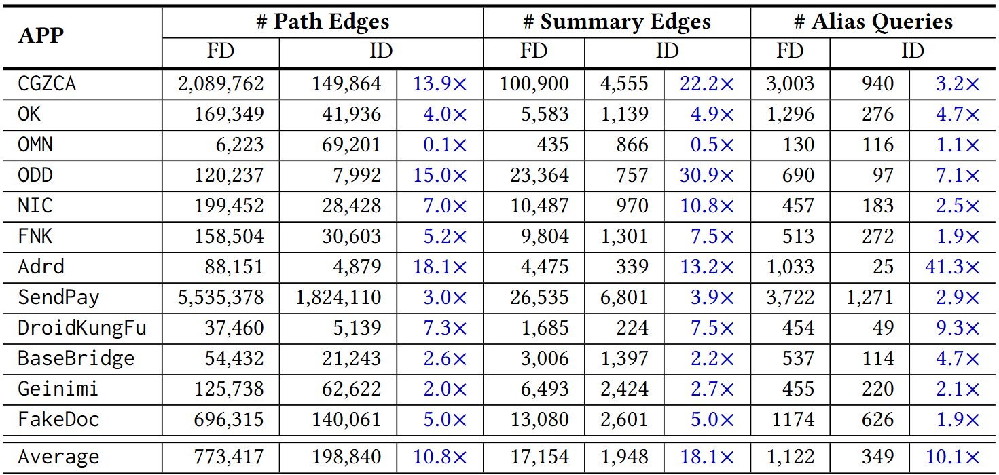 APP # Path Edges # Summary Edges # Alias Queries
FD ID FD ID FD ID
CGZCA 2,089,762 149,864 13.9× 100,900 4,555 22.2× 3,003 940 3.2×
OK 169,349 41,936 4.0× 5,583 1,139 4.9× 1,296 276 4.7×
OMN 6,223 69,201 0.1× 435 866 0.5× 130 116 1.1×
ODD 120,237 7,992 15.0× 23,364 757 30.9× 690 97 7.1×
NIC 199,452 28,428 7.0× 10,487 970 10.8× 457 183 2.5×
FNK 158,504 30,603 5.2× 9,804 1,301 7.5× 513 272 1.9×
Adrd 88,151 4,879 18.1× 4,475 339 13.2× 1,033 25 41.3×
SendPay 5,535,378 1,824,110 3.0× 26,535 6,801 3.9× 3,722 1,271 2.9×
DroidKungFu 37,460 5,139 7.3× 1,685 224 7.5× 454 49 9.3×
BaseBridge 54,432 21,243 2.6× 3,006 1,397 2.2× 537 114 4.7×
Geinimi 125,738 62,622 2.0× 6,493 2,424 2.7× 455 220 2.1×
FakeDoc 696,315 140,061 5.0× 13,080 2,601 5.0× 1174 626 1.9×
Average 773,417 198,840 10.8× 17,154 1,948 18.1× 1,122 349 10.1×